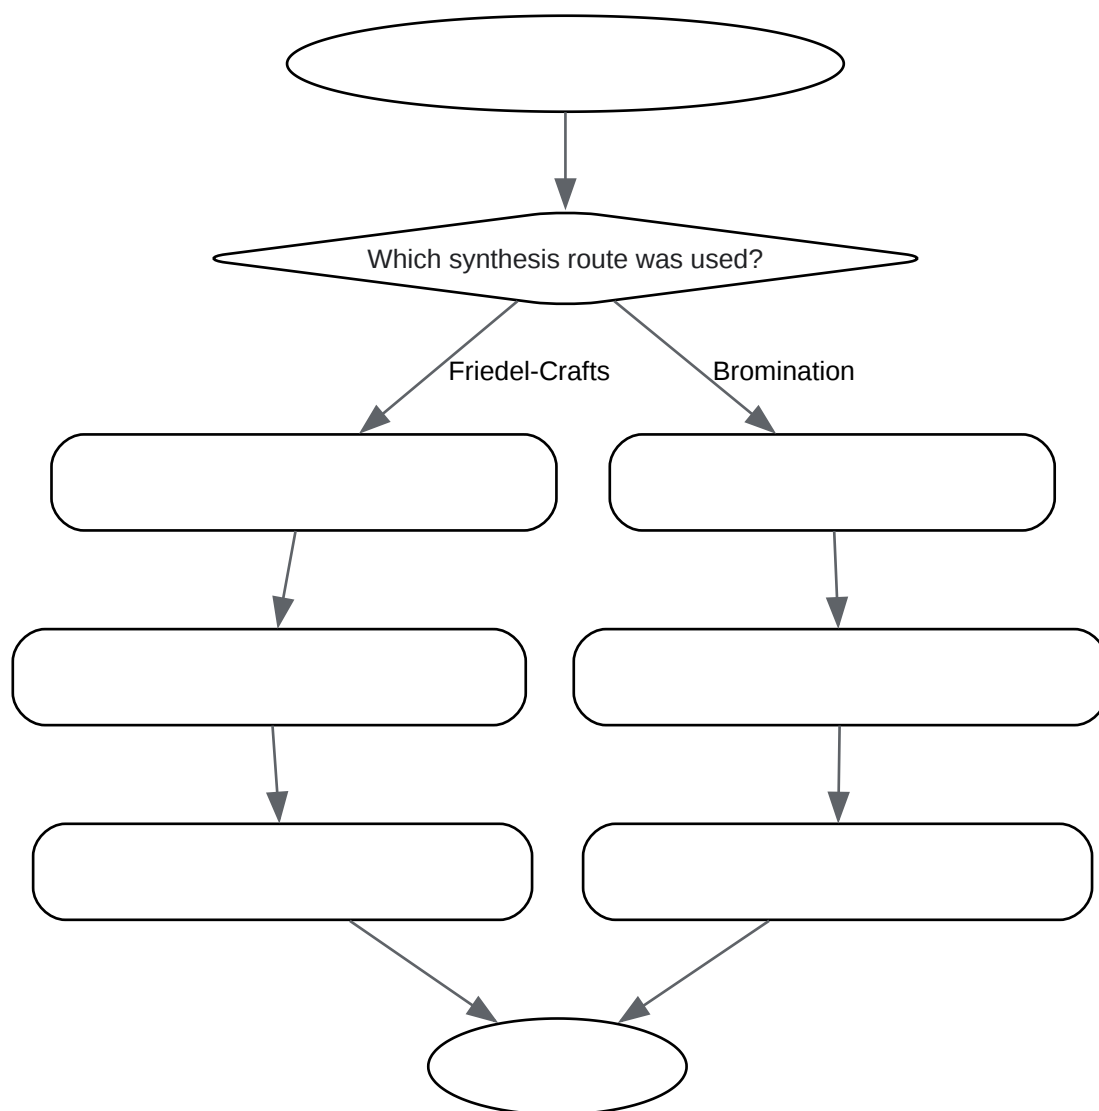 Which synthesis route was used?
Friedel-Crafts
Bromination